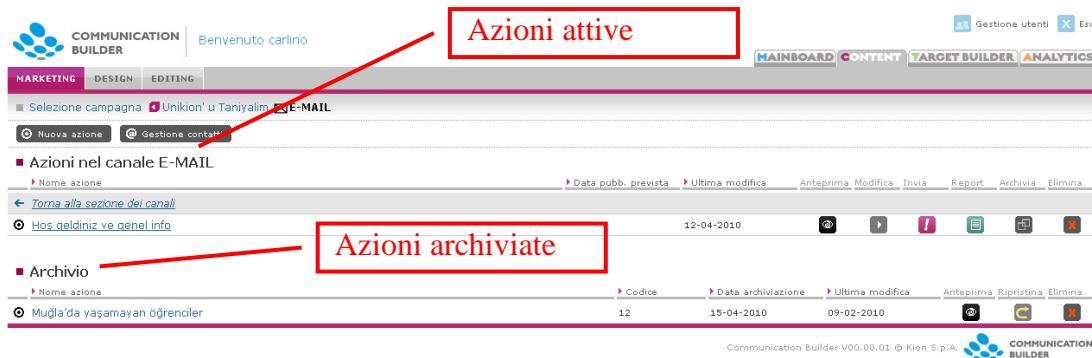 Azioni attive
Gestione utenti
COMMUNICATION BUILDER
Benvenuto carlino
MAINBOARD CONTENT TARGET BUILDER ANALYTICS
MARKETING DESIGN EDITING
Selezione campagna Unikion' u Taniyalim E-MAIL
Nuova azione Gestione contatti
Azioni nel canale E-MAIL
Nome azione Data pubb. prevista Ultima modifica Anteprima Modifica Invia Report Archivia Elimina
Torna alla sezione dei canali
Hoş geldiniz ve genel info 12-04-2010
Azioni archiviate
Archivio
Nome azione Codice Data archiviazione Ultima modifica Anteprima Ripristina Elimina
Muğla'da yaşamayan öğrenciler 12 15-04-2010 09-02-2010
Communication Builder V00.00.01 @ Kion S.p.A.
COMMUNICATION BUILDER